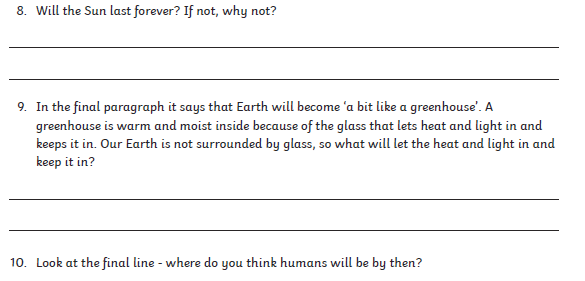 8. Will the Sun last forever? If not, why not?
9. In the final paragraph it says that Earth will become ‘a bit like a greenhouse’. A
greenhouse is warm and moist inside because of the glass that lets heat and light in and
keeps it in. Our Earth is not surrounded by glass, so what will let the heat and light in and
keep it in?
10. Look at the final line - where do you think humans will be by then?